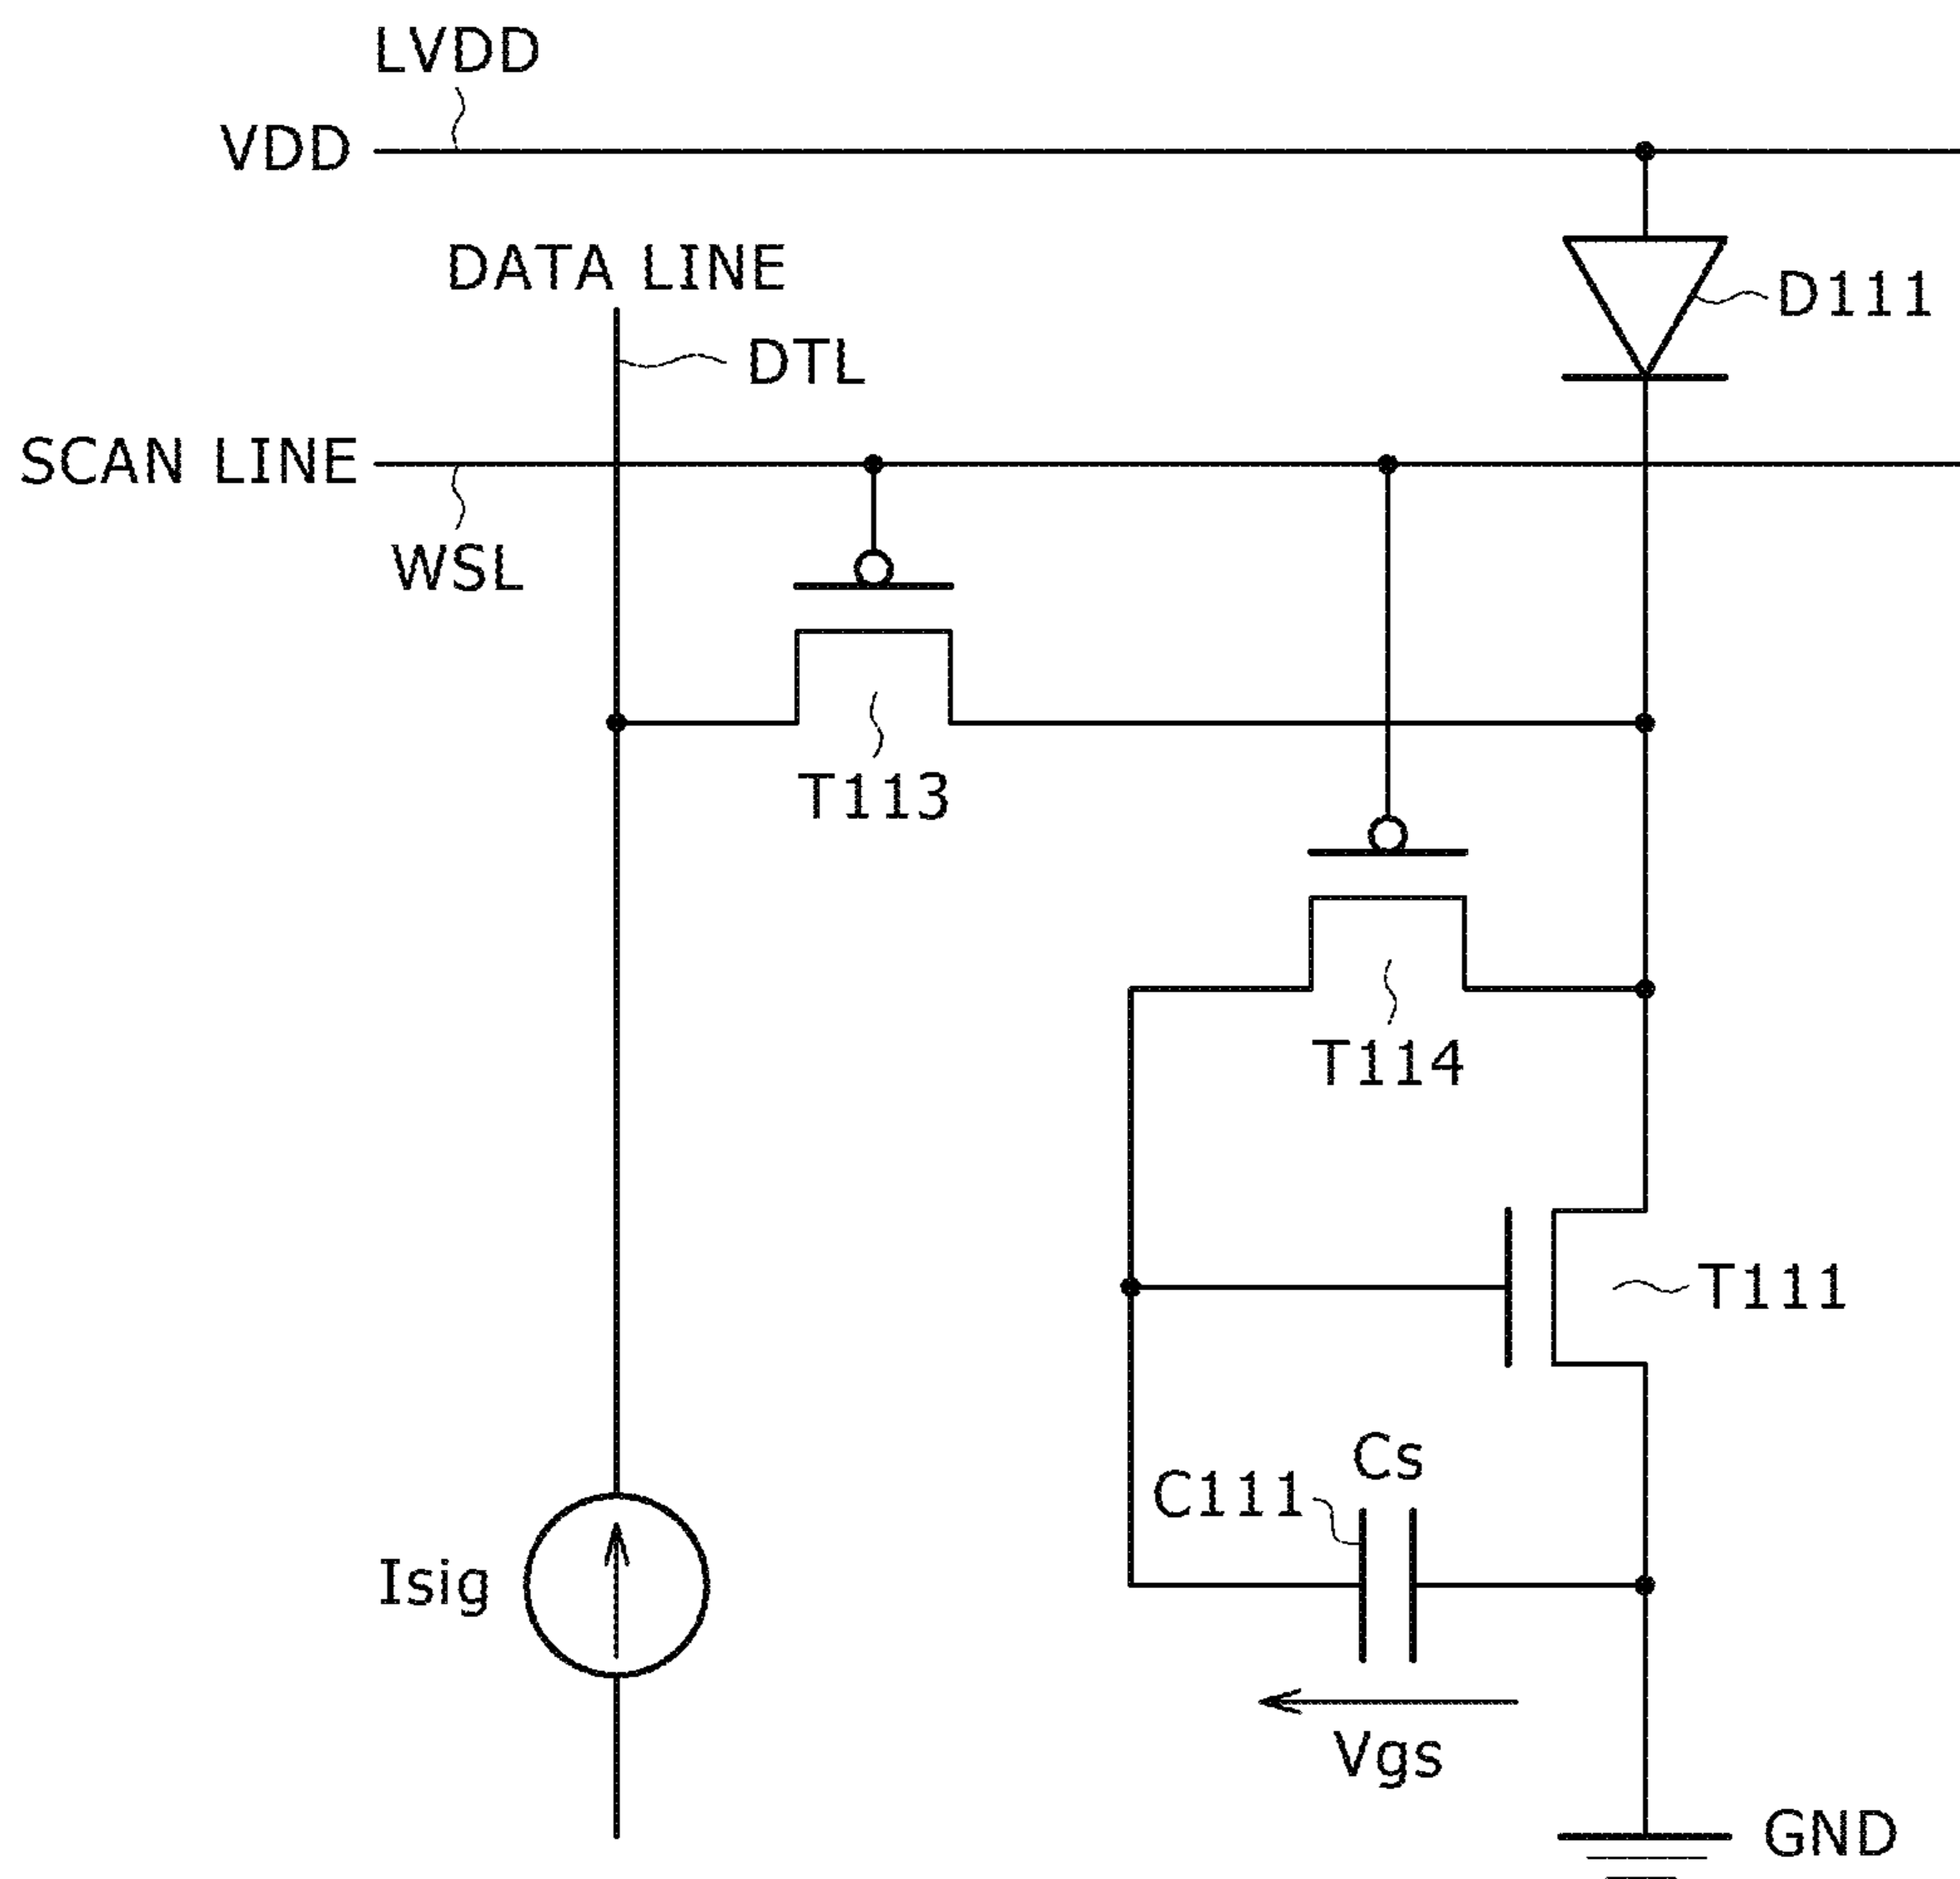 LVDD
VDD
DATA LINE
D111
DTL
SCAN LINE
WSL
T113
T114
T111
Cs
C111
Isig
Vgs
GND